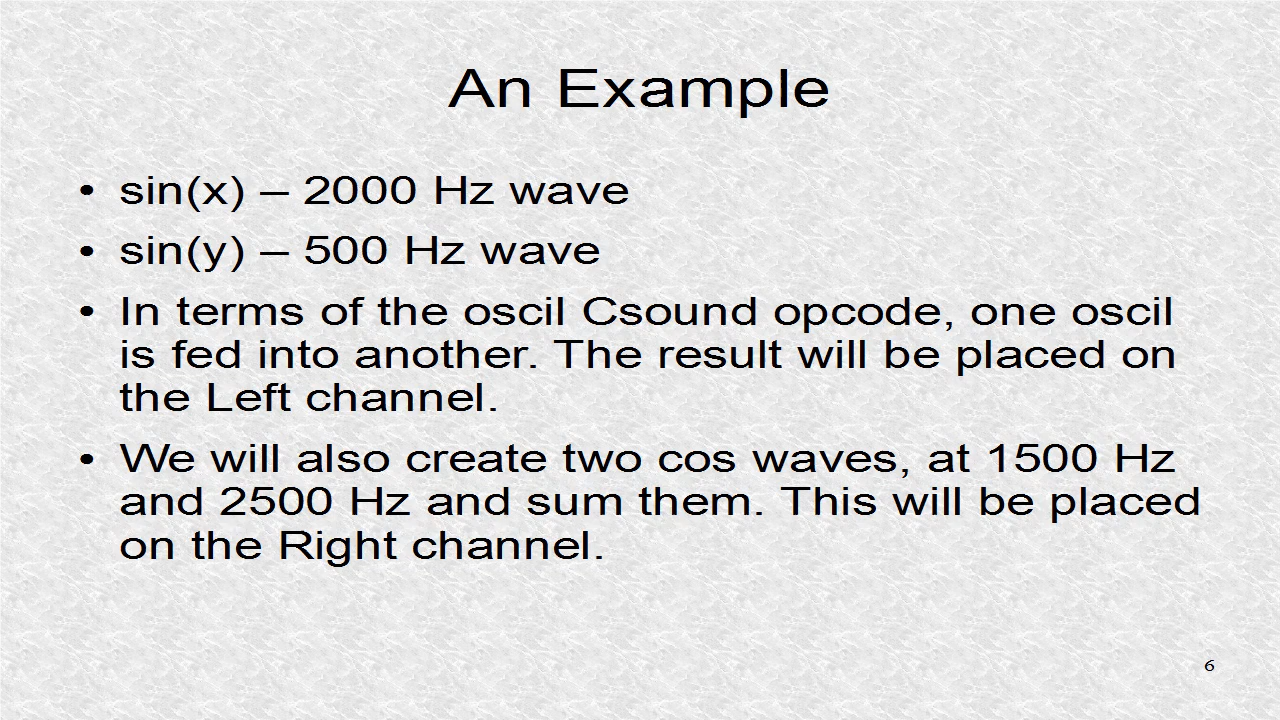 An Example
• sin(x) – 2000 Hz wave
• sin(y) – 500 Hz wave
• In terms of the oscil Csound opcode, one oscil
is fed into another. The result will be placed on
the Left channel.
• We will also create two cos waves, at 1500 Hz
and 2500 Hz and sum them. This will be placed
on the Right channel.
6